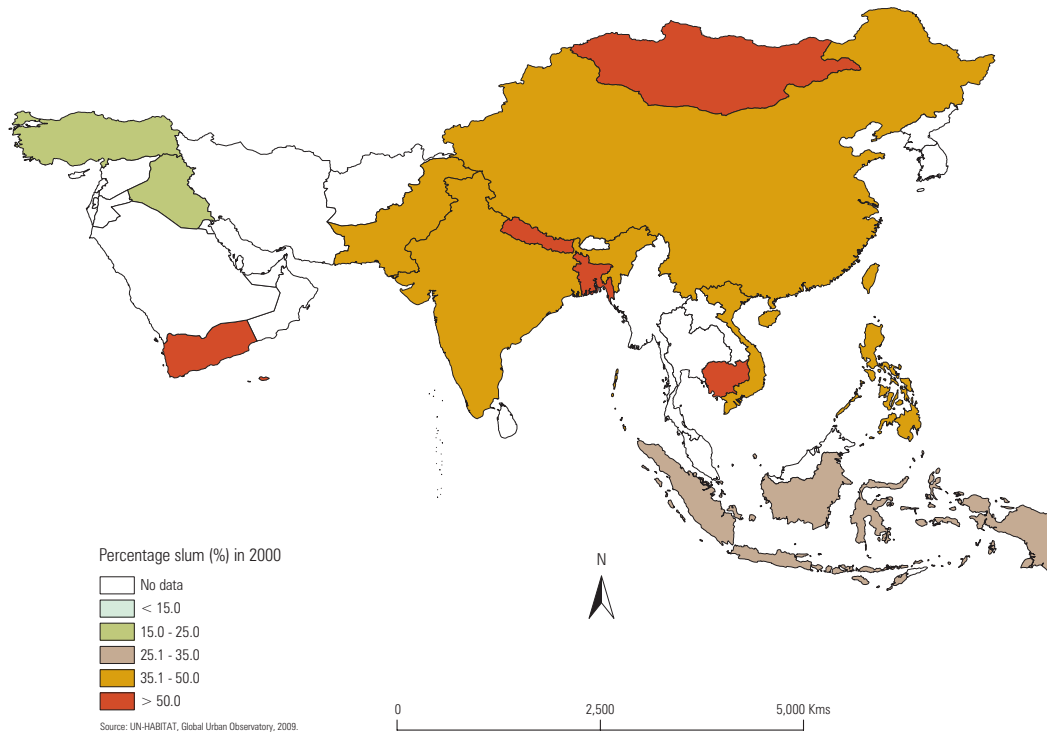 Percentage slum (%) in 2000
No data
< 15.0
15.0 - 25.0
25.1 - 35.0
35.1 - 50.0
> 50.0
Source: UN-HABITAT, Global Urban Observatory, 2009.
N
0 2,500 5,000 Kms